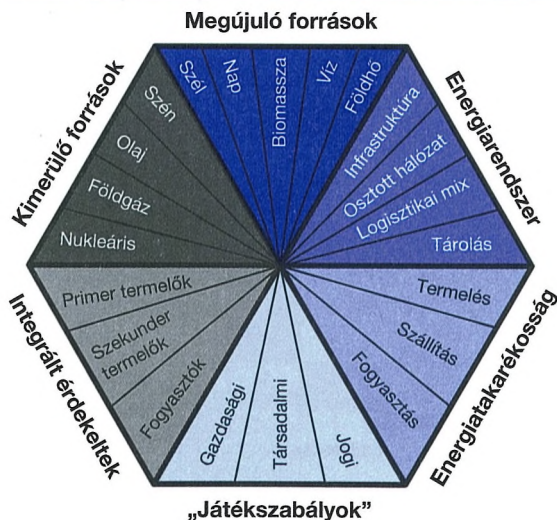 Megújuló források
Szél
Nap
Biomassza
Víz
Földhő
Energiarendszer
Infrastruktúra
Osztott hálózat
Logisztikai mix
Tárolás
Energiatakarékosság
Termelés
Szállítás
Fogyasztás
„Játékszabályok”
Jogi
Társadalmi
Gazdasági
Integrált érdekeltek
Fogyasztók
Szekunder
termelők
Primer termelők
Kimerülő források
Nukleáris
Földgáz
Olaj
Szén